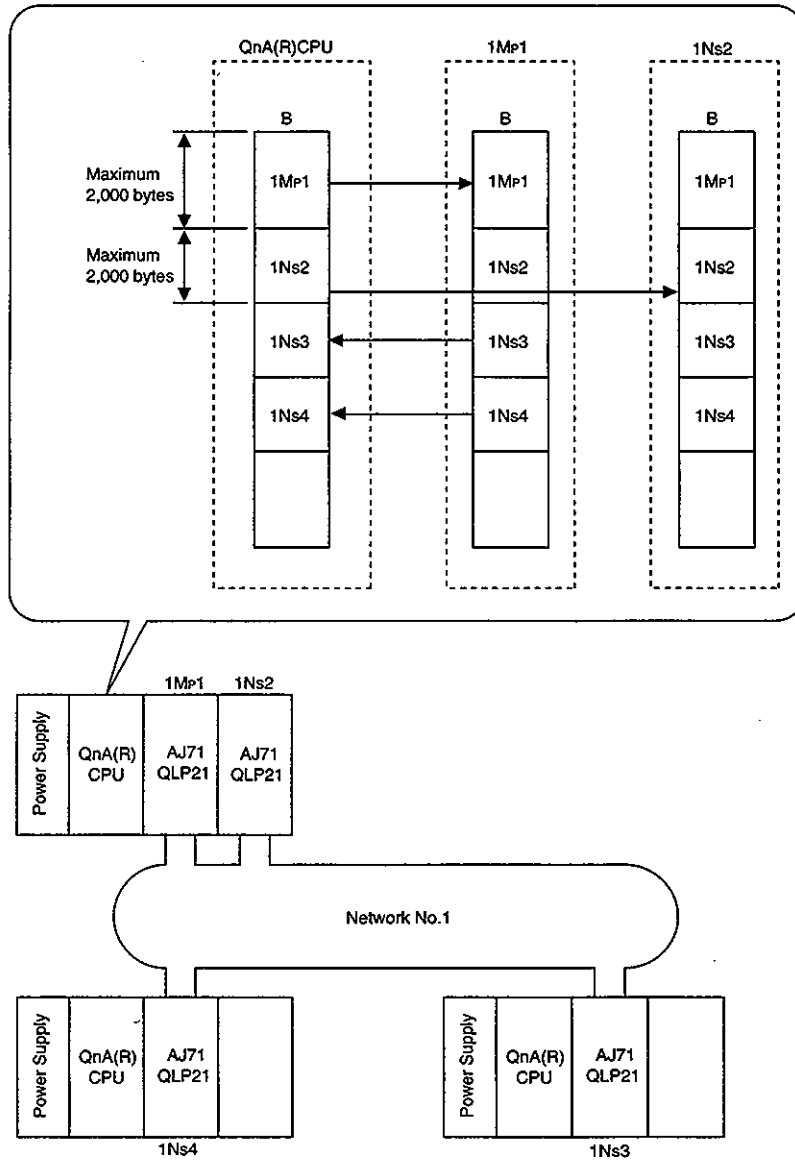 QnA(R)CPU 1MP1 1NS2
B B B
Maximum
2,000 bytes
1MP1 1MP1 1MP1
Maximum
2,000 bytes
1NS2 1NS2 1NS2
1NS3 1NS3 1NS3
1NS4 1NS4 1NS4
1MP1 1NS2
Power Supply
QnA(R)
CPU
AJ71
QLP21
AJ71
QLP21
Network No.1
Power Supply
QnA(R)
CPU
AJ71
QLP21
1NS4
Power Supply
QnA(R)
CPU
AJ71
QLP21
1NS3